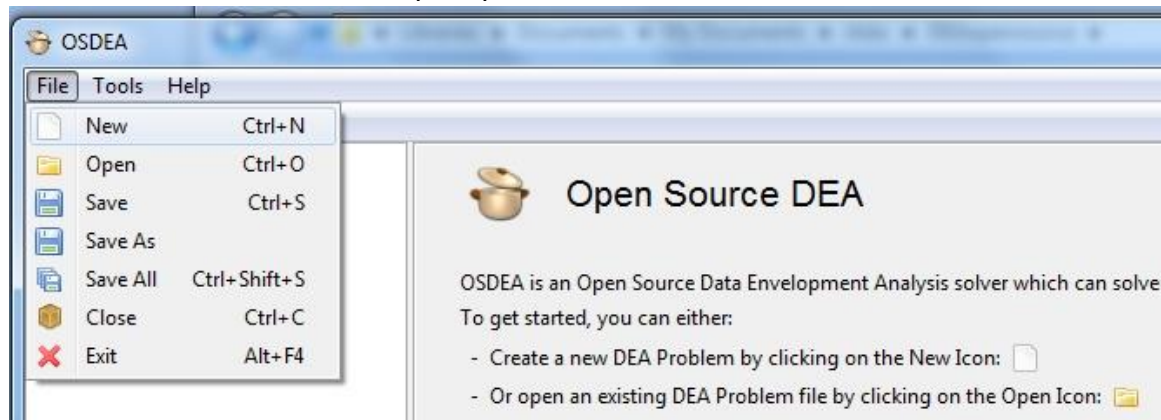 OSDEA
File Tools Help
New Ctrl+N
Open Ctrl+O
Save Ctrl+S
Save As
Save All Ctrl+Shift+S
Close Ctrl+C
Exit Alt+F4
Open Source DEA
OSDEA is an Open Source Data Envelopment Analysis solver which can solve
To get started, you can either:
- Create a new DEA Problem by clicking on the New Icon:
- Or open an existing DEA Problem file by clicking on the Open Icon: